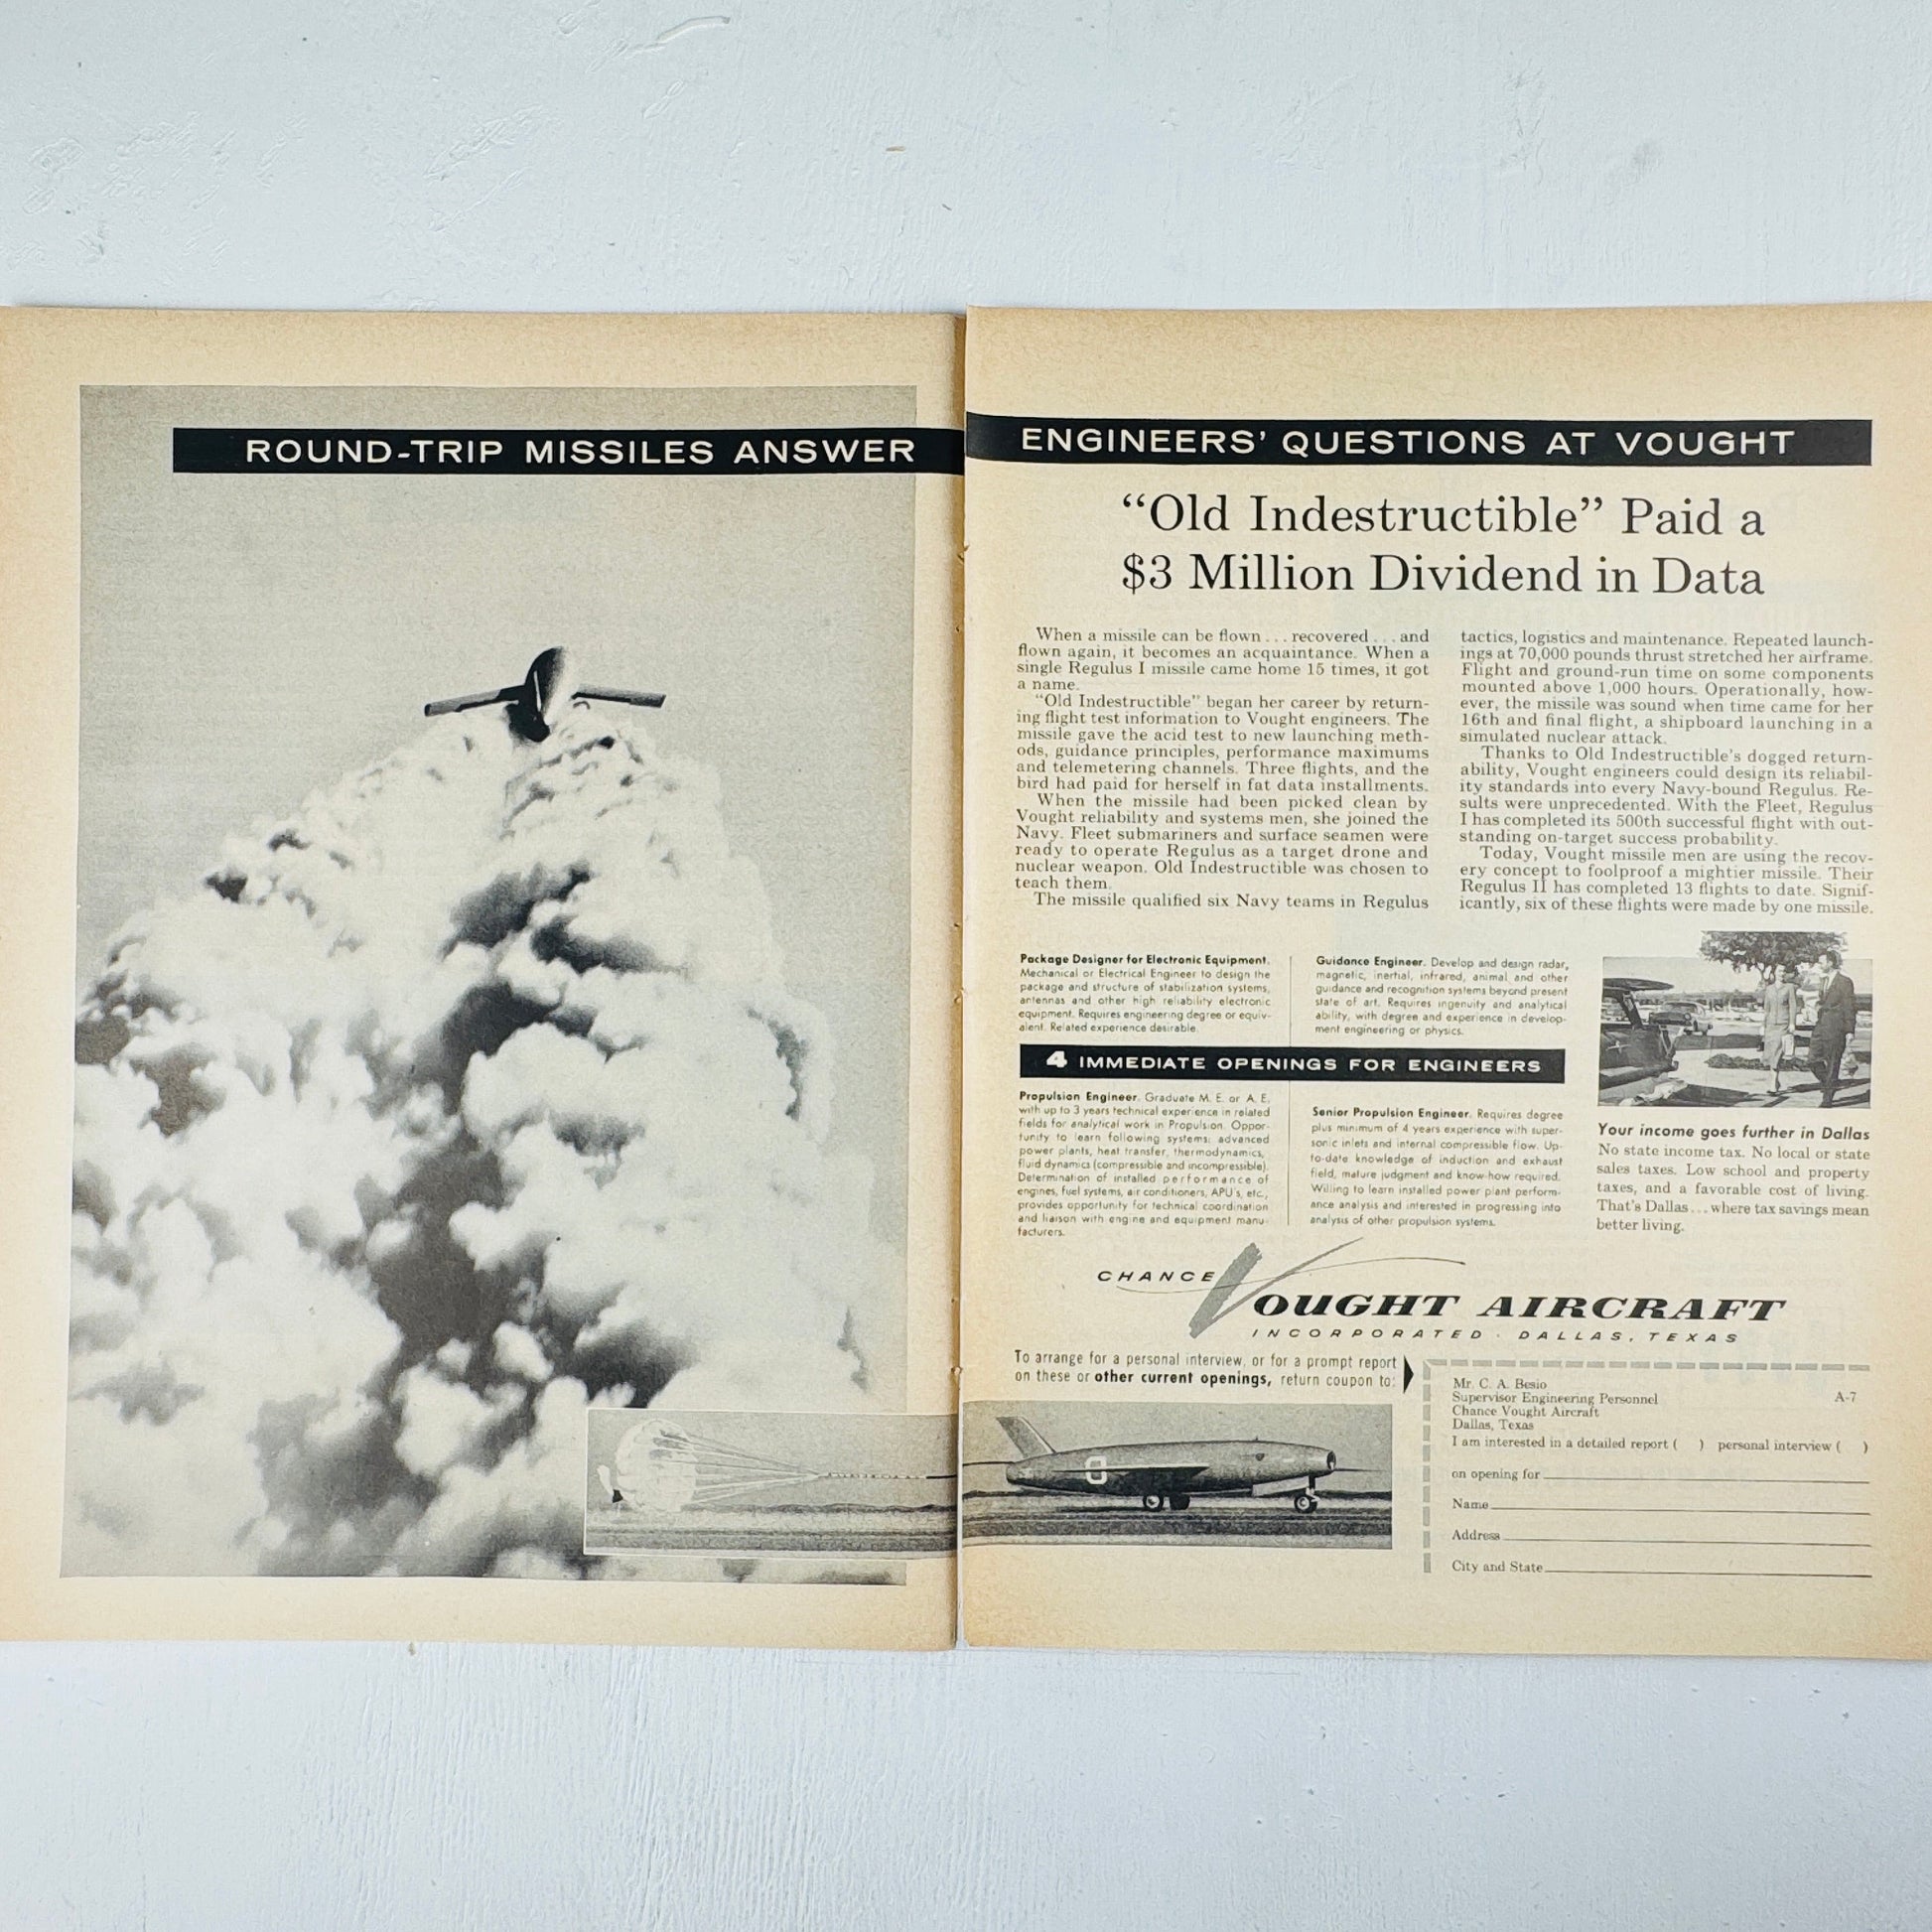 ROUND-TRIP MISSILES ANSWER
ENGINEERS' QUESTIONS AT VOUGHT
“Old Indestructible” Paid a
$3 Million Dividend in Data
When a missile can be flown . . . recovered . . . and
flown again, it becomes an acquaintance. When a
single Regulus I missile came home 15 times, it got
a name.
“Old Indestructible” began her career by return-
ing flight test information to Vought engineers. The
missile gave the acid test to new launching meth-
ods, guidance principles, performance maximums
and telemetering channels. Three flights, and the
bird had paid for herself in fat data installments.
When the missile had been picked clean by
Vought reliability and systems men, she joined the
Navy. Fleet submariners and surface seamen were
ready to operate Regulus as a target drone and
nuclear weapon. Old Indestructible was chosen to
teach them.
The missile qualified six Navy teams in Regulus
tactics, logistics and maintenance. Repeated launch-
ings at 70,000 pounds thrust stretched her airframe.
Flight and ground-run time on some components
mounted above 1,000 hours. Operationally, how-
ever, the missile was sound when time came for her
16th and final flight, a shipboard launching in a
simulated nuclear attack.
Thanks to Old Indestructible's dogged return-
ability, Vought engineers could design its reliabil-
ity standards into every Navy-bound Regulus. Re-
sults were unprecedented. With the Fleet, Regulus
I has completed its 500th successful flight with out-
standing on-target success probability.
Today, Vought missile men are using the recov-
ery concept to foolproof a mightier missile. Their
Regulus II has completed 13 flights to date. Signif-
icantly, six of these flights were made by one missile.
Package Designer for Electronic Equipment.
Mechanical or Electrical Engineer to design the
package and structure of stabilization systems,
antennas and other high reliability electronic
equipment. Requires engineering degree or equiv-
alent. Related experience desirable.
Guidance Engineer. Develop and design radar,
magnetic, inertial, infrared, animal and other
guidance and recognition systems beyond present
state of art. Requires ingenuity and analytical
ability, with degree and experience in develop-
ment engineering or physics.
4 IMMEDIATE OPENINGS FOR ENGINEERS
Propulsion Engineer. Graduate M. E. or A. E.
with up to 3 years technical experience in related
fields for analytical work in Propulsion. Oppor-
tunity to learn following systems: advanced
power plants, heat transfer, thermodynamics,
fluid dynamics (compressible and incompressible).
Determination of installed performance of
engines, fuel systems, air conditioners, APU's, etc.,
provides opportunity for technical coordination
and liaison with engine and equipment manu-
facturers.
Senior Propulsion Engineer. Requires degree
plus minimum of 4 years experience with super-
sonic inlets and internal compressible flow. Up-
to-date knowledge of induction and exhaust
field, mature judgment and know-how required.
Willing to learn installed power plant perform-
ance analysis and interested in progressing into
analysis of other propulsion systems.
Your income goes further in Dallas
No state income tax. No local or state
sales taxes. Low school and property
taxes, and a favorable cost of living.
That's Dallas . . . where tax savings mean
better living.
CHANCE
VOUGHT AIRCRAFT
INCORPORATED · DALLAS, TEXAS
To arrange for a personal interview, or for a prompt report
on these or other current openings, return coupon to:
Mr. C. A. Besio
Supervisor Engineering Personnel A-7
Chance Vought Aircraft
Dallas, Texas
I am interested in a detailed report ( ) personal interview ( )
on opening for
Name
Address
City and State